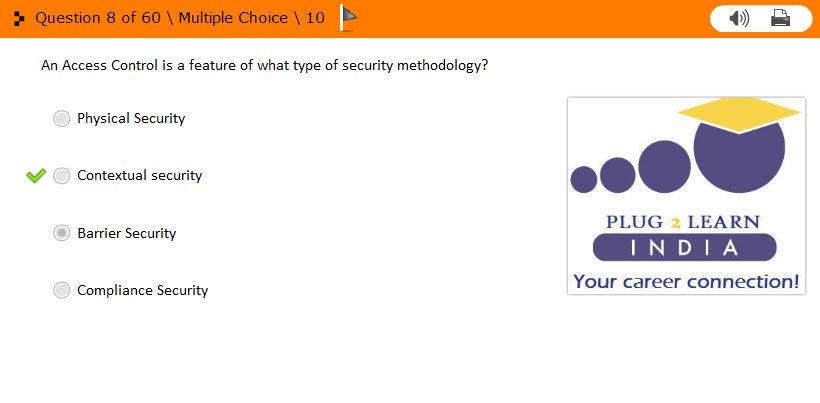 Question 8 of 60 \ Multiple Choice \ 10
An Access Control is a feature of what type of security methodology?
Physical Security
Contextual security
Barrier Security
Compliance Security
PLUG 2 LEARN
INDIA
Your career connection!